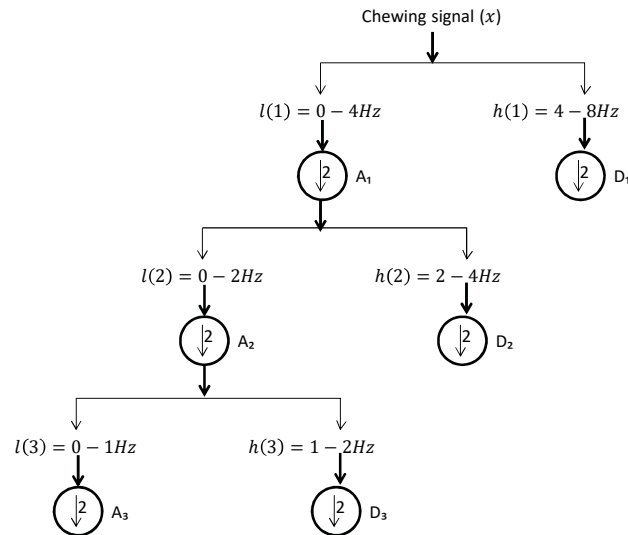 Chewing signal (x)
l(1) = 0 − 4Hz
h(1) = 4 − 8Hz
↓2 A₁
↓2 D₁
l(2) = 0 − 2Hz
h(2) = 2 − 4Hz
↓2 A₂
↓2 D₂
l(3) = 0 − 1Hz
h(3) = 1 − 2Hz
↓2 A₃
↓2 D₃